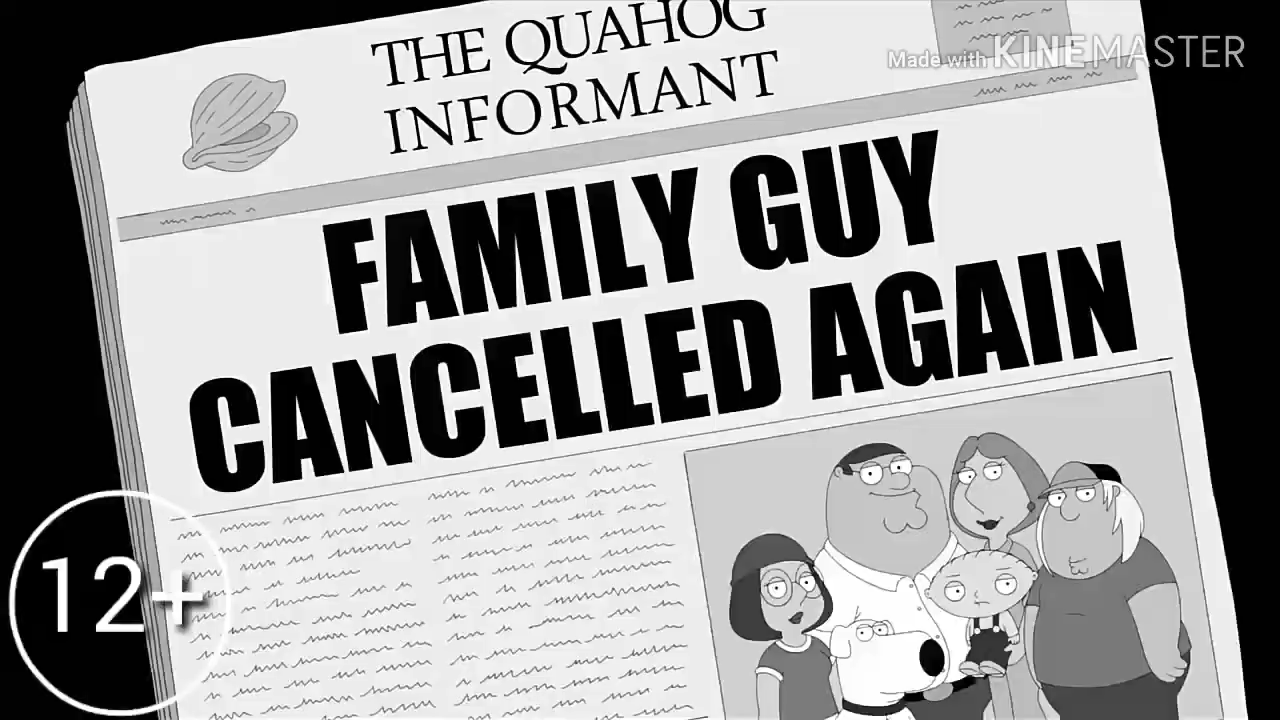 THE QUAHOG
INFORMANT
Made with KINEMASTER
FAMILY GUY
CANCELLED AGAIN
12+